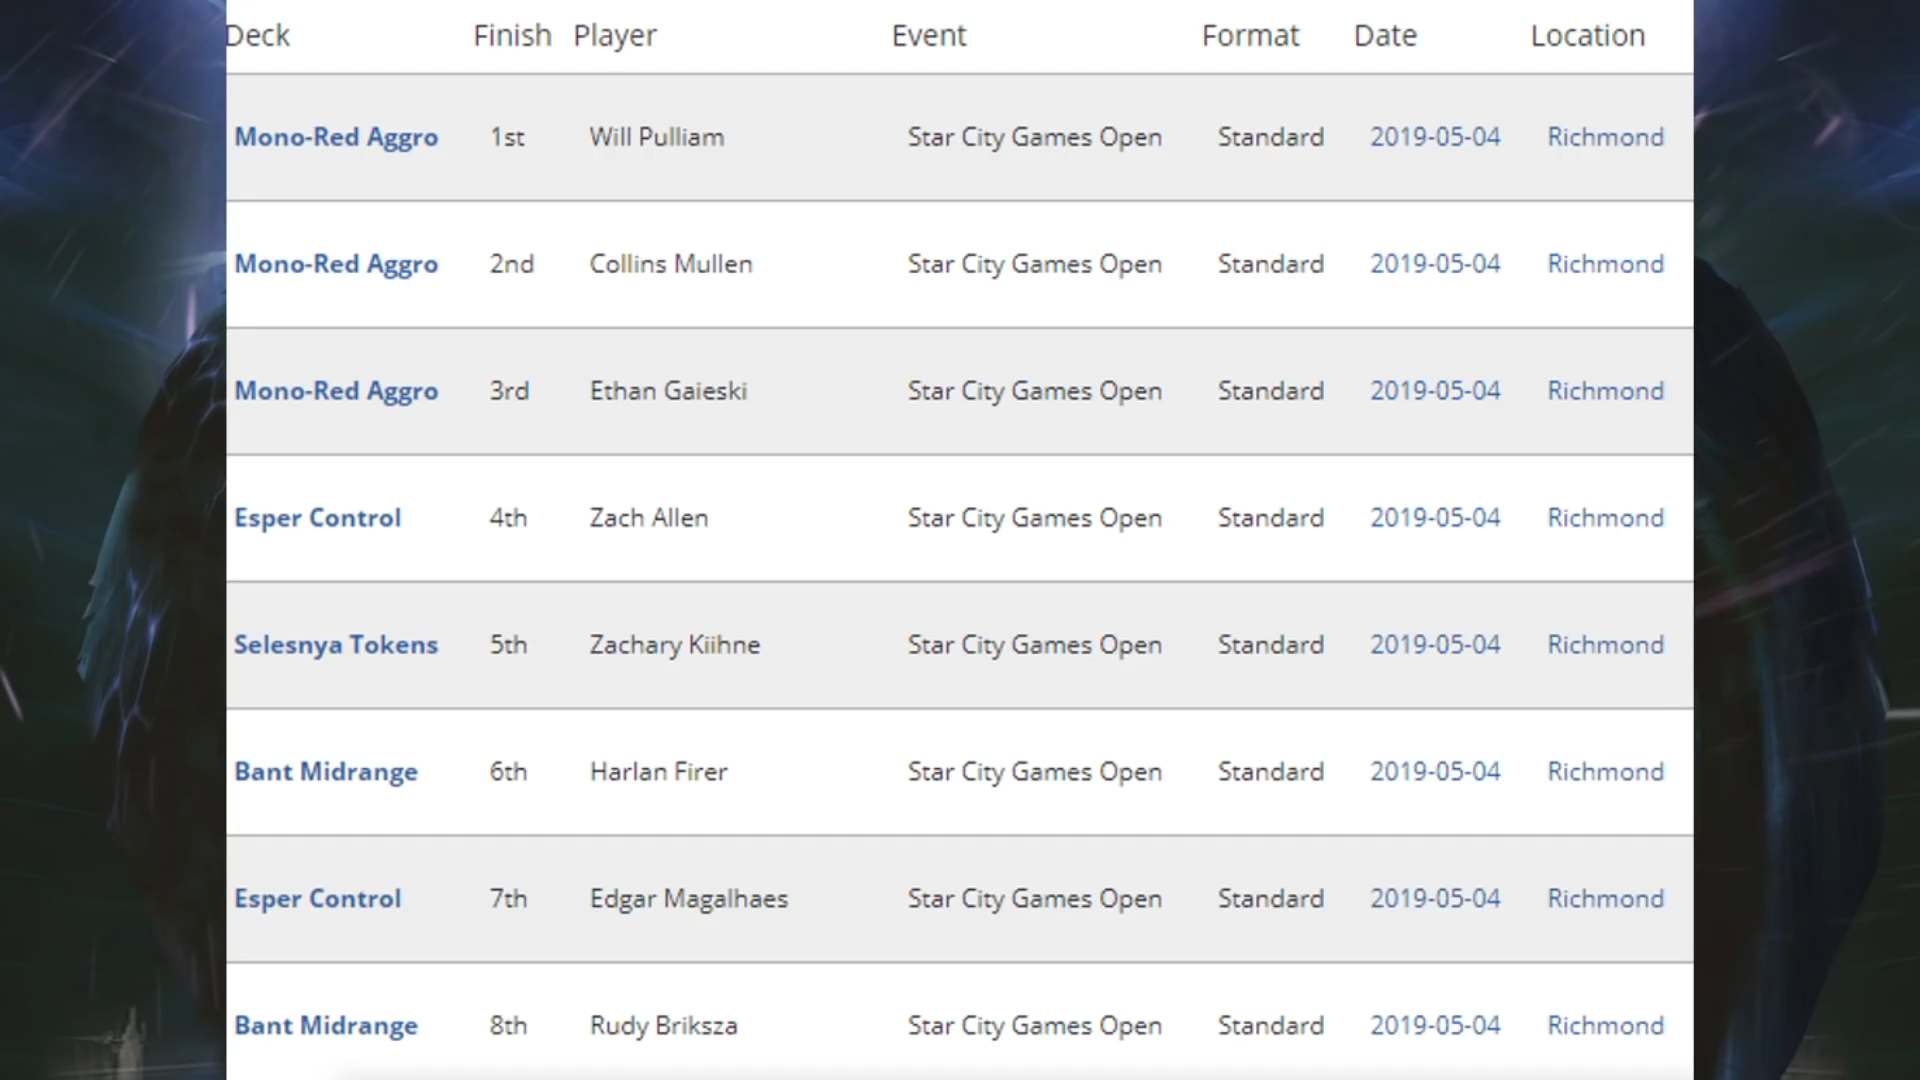 Deck Finish Player Event Format Date Location
Mono-Red Aggro 1st Will Pulliam Star City Games Open Standard 2019-05-04 Richmond
Mono-Red Aggro 2nd Collins Mullen Star City Games Open Standard 2019-05-04 Richmond
Mono-Red Aggro 3rd Ethan Gaieski Star City Games Open Standard 2019-05-04 Richmond
Esper Control 4th Zach Allen Star City Games Open Standard 2019-05-04 Richmond
Selesnya Tokens 5th Zachary Kiihne Star City Games Open Standard 2019-05-04 Richmond
Bant Midrange 6th Harlan Firer Star City Games Open Standard 2019-05-04 Richmond
Esper Control 7th Edgar Magalhaes Star City Games Open Standard 2019-05-04 Richmond
Bant Midrange 8th Rudy Briksza Star City Games Open Standard 2019-05-04 Richmond